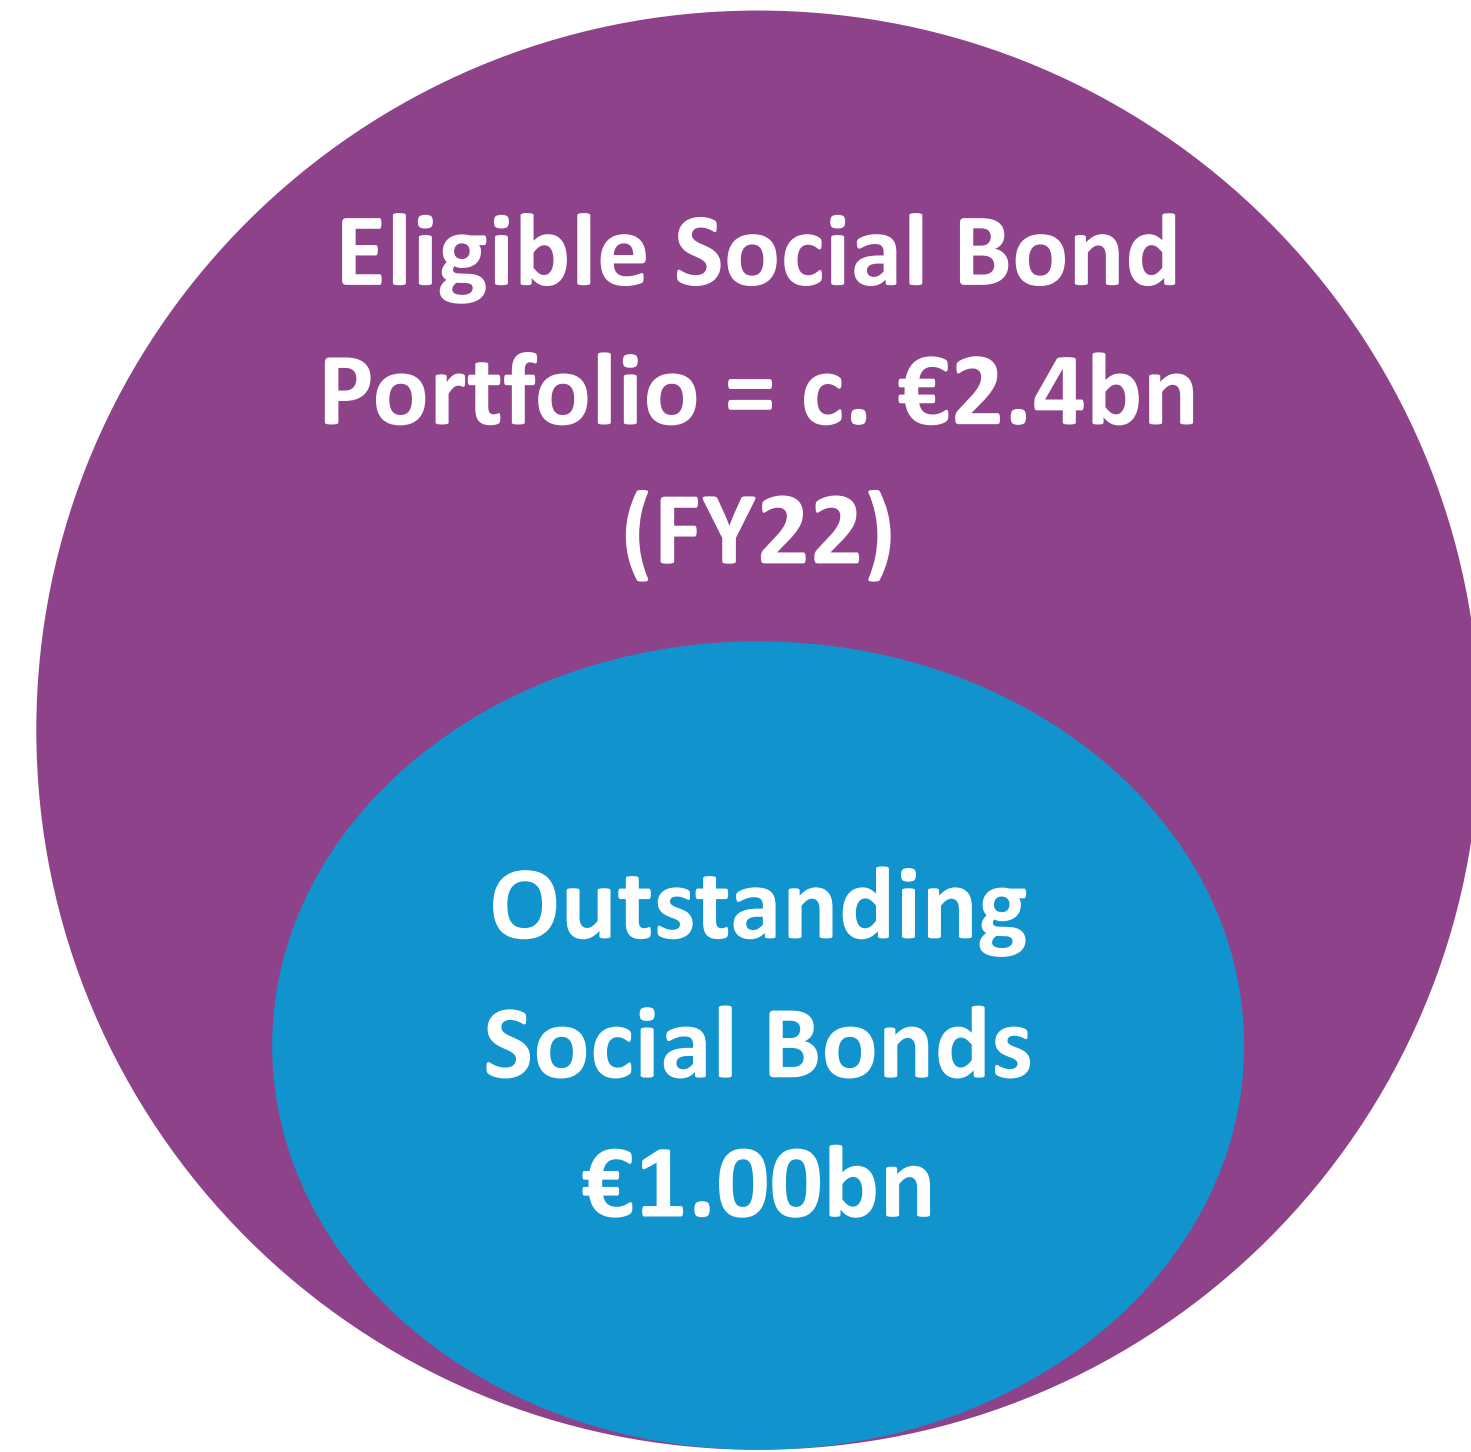 Eligible Social Bond
Portfolio = c. €2.4bn
(FY22)
Outstanding
Social Bonds
€1.00bn